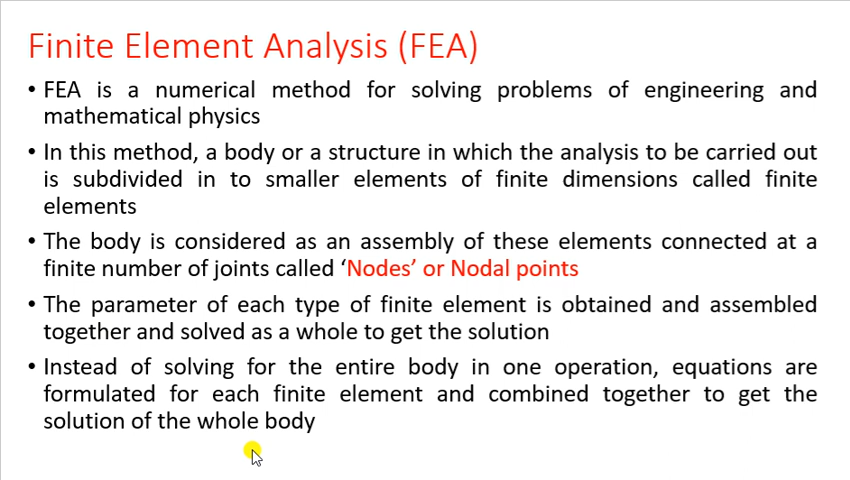 Finite Element Analysis (FEA)
• FEA is a numerical method for solving problems of engineering and
mathematical physics
• In this method, a body or a structure in which the analysis to be carried out
is subdivided in to smaller elements of finite dimensions called finite
elements
• The body is considered as an assembly of these elements connected at a
finite number of joints called ‘Nodes’ or Nodal points
• The parameter of each type of finite element is obtained and assembled
together and solved as a whole to get the solution
• Instead of solving for the entire body in one operation, equations are
formulated for each finite element and combined together to get the
solution of the whole body